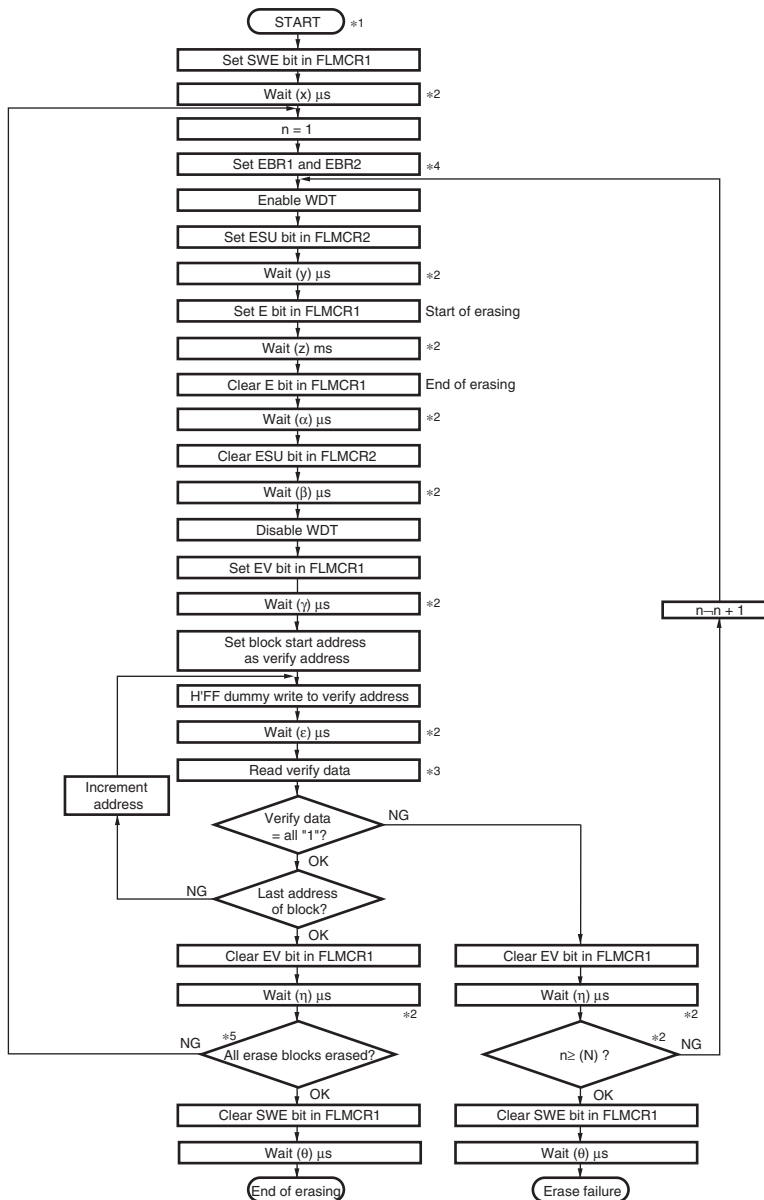 START *1
Set SWE bit in FLMCR1
Wait (x) μs *2
n = 1
Set EBR1 and EBR2 *4
Enable WDT
Set ESU bit in FLMCR2
Wait (y) μs *2
Set E bit in FLMCR1 Start of erasing
Wait (z) ms *2
Clear E bit in FLMCR1 End of erasing
Wait (α) μs *2
Clear ESU bit in FLMCR2
Wait (β) μs *2
Disable WDT
Set EV bit in FLMCR1
Wait (γ) μs *2
n¬n + 1
Set block start address
as verify address
H'FF dummy write to verify address
Wait (ε) μs *2
Read verify data *3
Increment
address
Verify data
= all "1"?
NG
OK
Last address
of block?
NG
OK
Clear EV bit in FLMCR1
Wait (η) μs
*2
*5
All erase blocks erased?
NG
OK
Clear SWE bit in FLMCR1
Wait (θ) μs
End of erasing
Clear EV bit in FLMCR1
Wait (η) μs
*2
*2
n≥ (N) ?
NG
OK
Clear SWE bit in FLMCR1
Wait (θ) μs
Erase failure